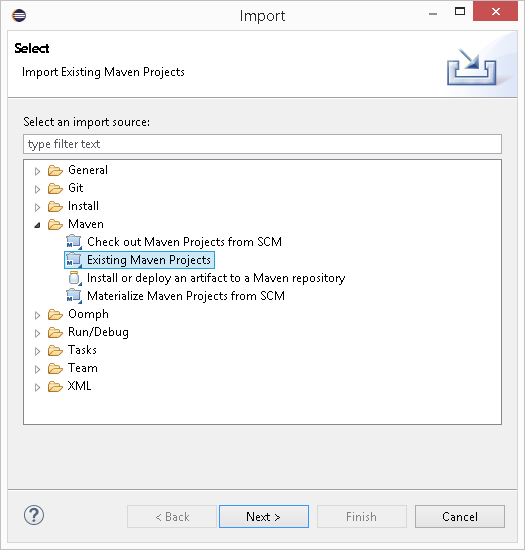 Import
Select
Import Existing Maven Projects
Select an import source:
type filter text
General
Git
Install
Maven
Check out Maven Projects from SCM
Existing Maven Projects
Install or deploy an artifact to a Maven repository
Materialize Maven Projects from SCM
Oomph
Run/Debug
Tasks
Team
XML
? < Back Next > Finish Cancel